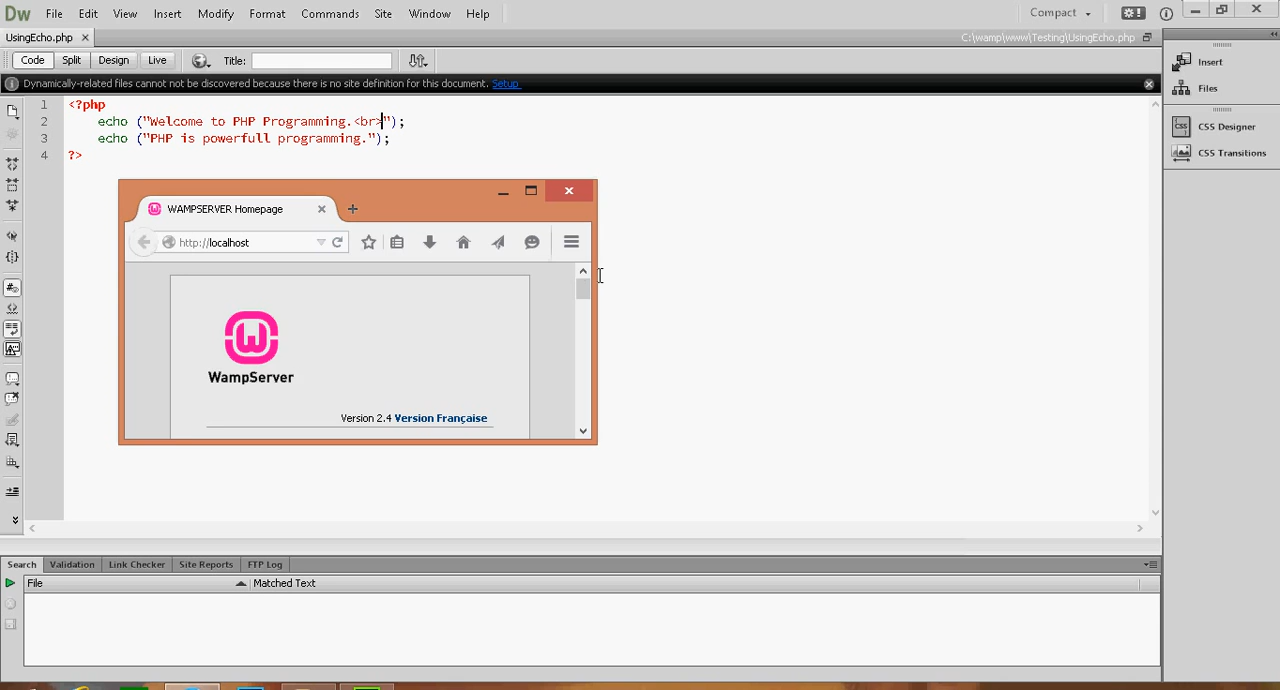 Dw File Edit View Insert Modify Format Commands Site Window Help Compact
UsingEcho.php C:\wamp\www\Testing\UsingEcho.php
Code Split Design Live Title:
Dynamically-related files cannot not be discovered because there is no site definition for this document. Setup
1 <?php
2 echo ("Welcome to PHP Programming.<br>");
3 echo ("PHP is powerfull programming.");
4 ?>
Insert
Files
CSS Designer
CSS Transitions
WAMPSERVER Homepage
http://localhost
W
WampServer
Version 2.4 Version Française
Search Validation Link Checker Site Reports FTP Log
File Matched Text